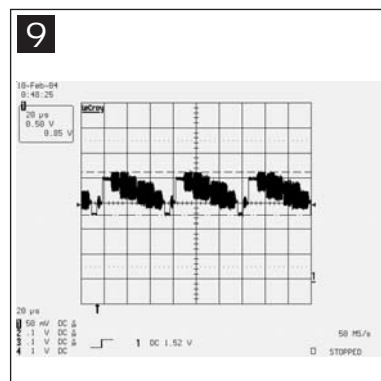 9
18-Feb-04
0:48:25
LeCroy
1
20 µs
0.50 V
0.85 V
1
20 µs
1 50 mV DC
2 .1 V DC
3 .1 V DC
4 1 V DC
1 DC 1.52 V
50 MS/s
STOPPED